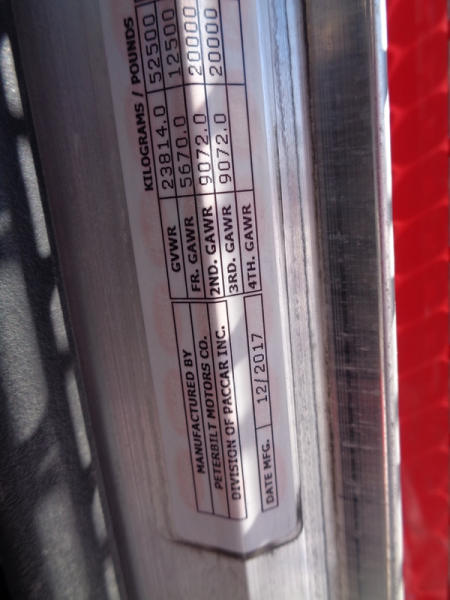 MANUFACTURED BY
PETERBILT MOTORS CO.
DIVISION OF PACCAR INC.
DATE MFG. 12/2017
KILOGRAMS / POUNDS
GVWR 23814.0 52500
FR. GAWR 5670.0 12500
2ND. GAWR 9072.0 20000
3RD. GAWR 9072.0 20000
4TH. GAWR